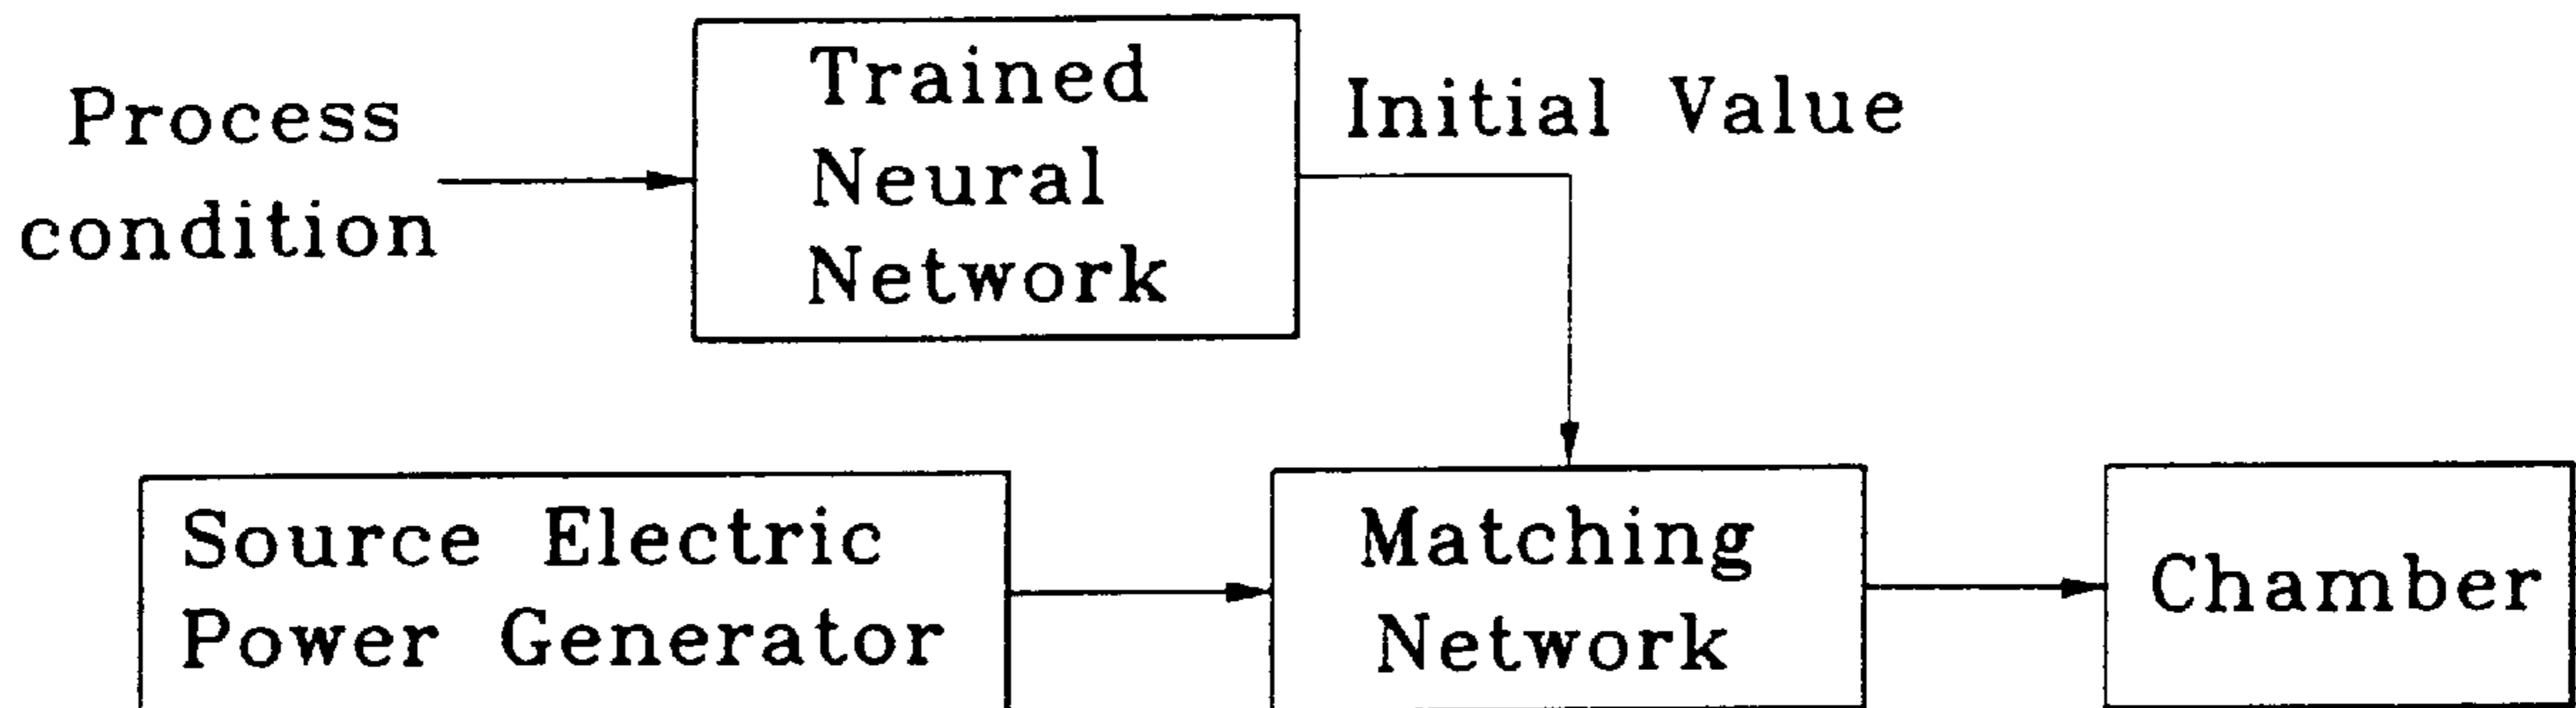 Process
condition
Trained
Neural
Network
Initial Value
Source Electric
Power Generator
Matching
Network
Chamber